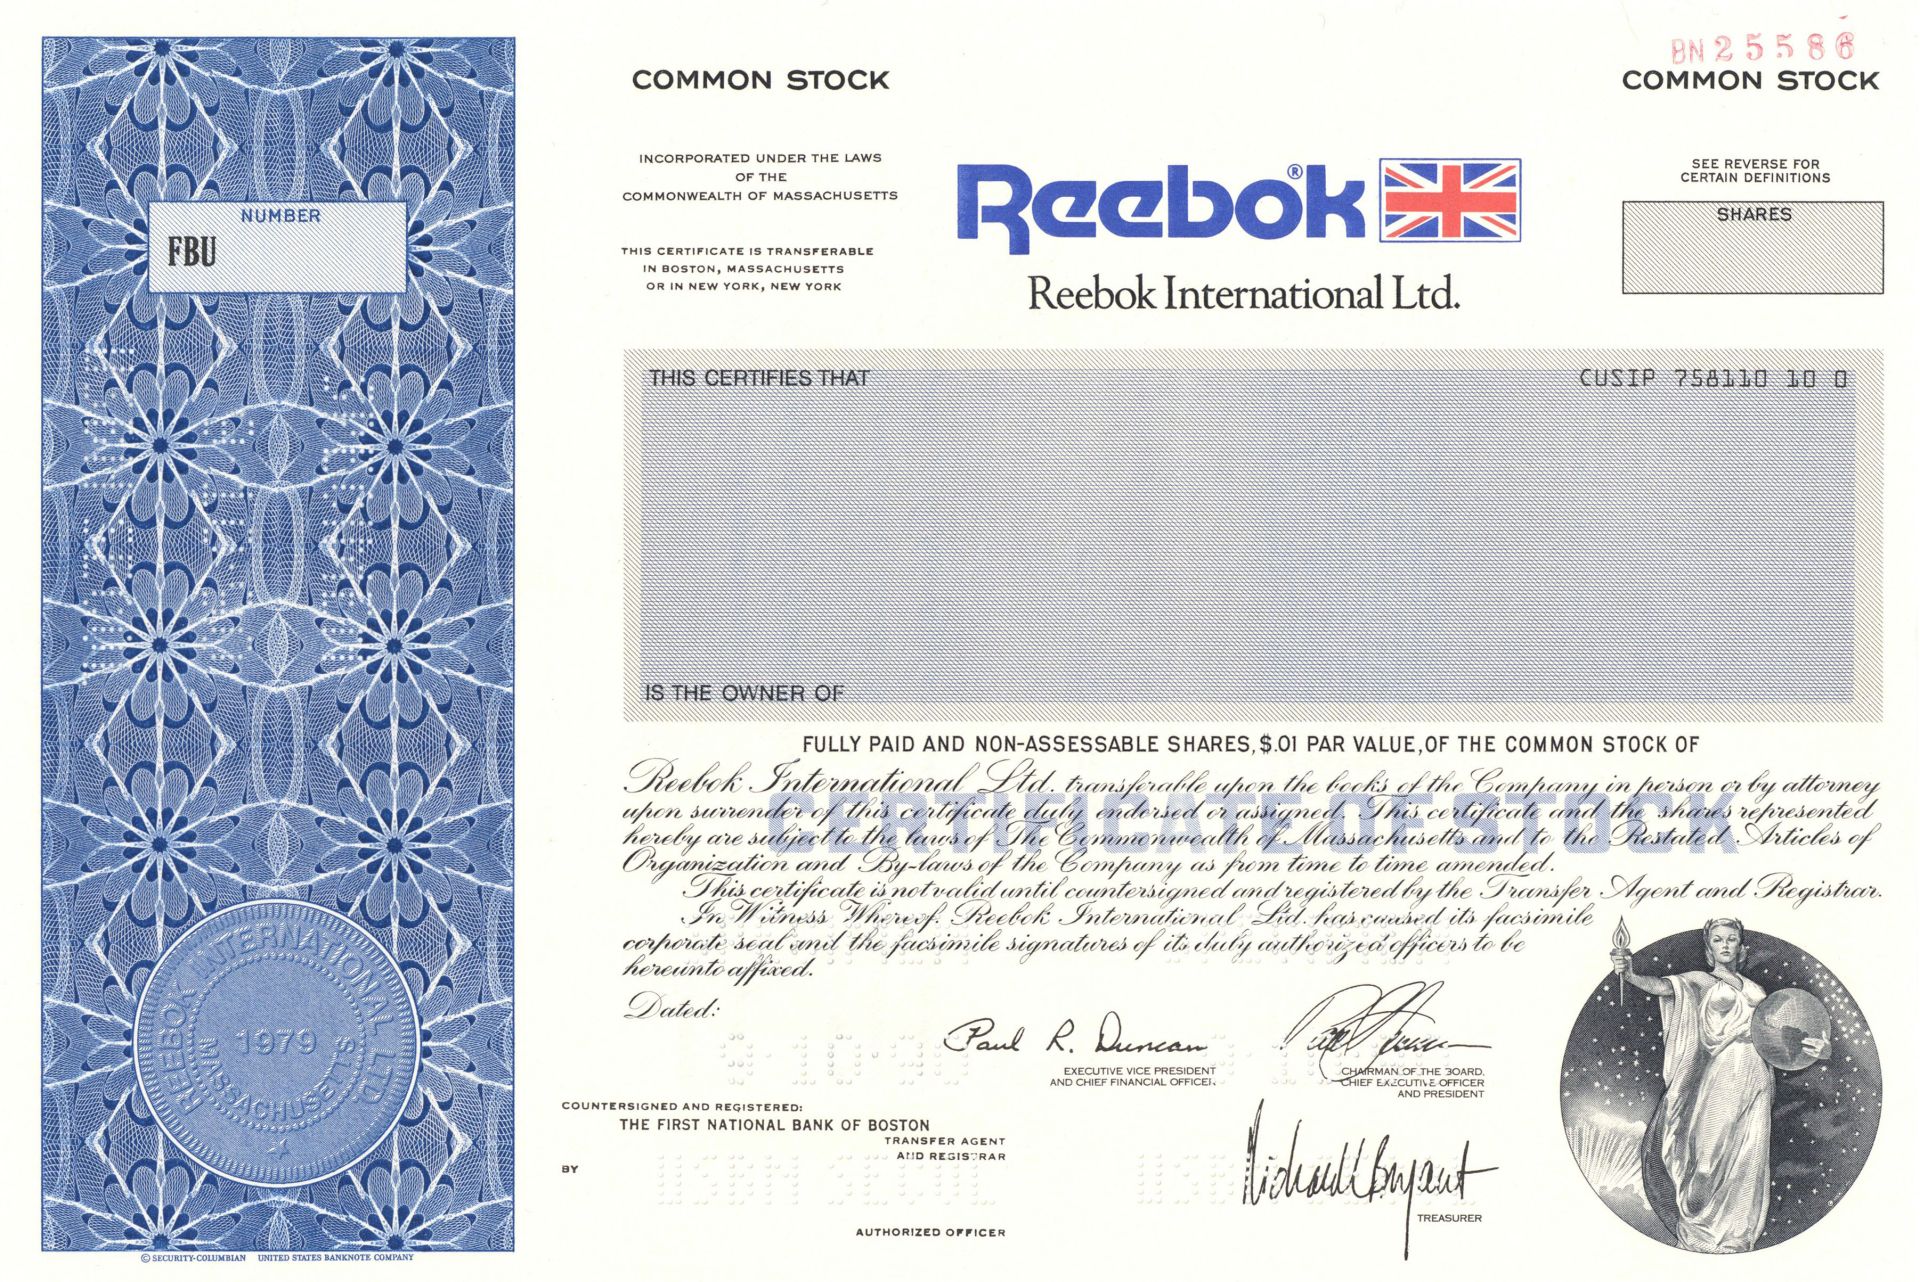 BN 25586
COMMON STOCK
COMMON STOCK
INCORPORATED UNDER THE LAWS
OF THE
COMMONWEALTH OF MASSACHUSETTS
THIS CERTIFICATE IS TRANSFERABLE
IN BOSTON, MASSACHUSETTS
OR IN NEW YORK, NEW YORK
Reebok®
Reebok International Ltd.
SEE REVERSE FOR
CERTAIN DEFINITIONS
NUMBER
FBU
SHARES
THIS CERTIFIES THAT
CUSIP 758110 10 0
IS THE OWNER OF
FULLY PAID AND NON-ASSESSABLE SHARES, $.01 PAR VALUE, OF THE COMMON STOCK OF
CERTIFICATE OF STOCK
Reebok International Ltd. transferable upon the books of the Company in person or by attorney
upon surrender of this certificate duly endorsed or assigned. This certificate and the shares represented
hereby are subject to the laws of The Commonwealth of Massachusetts and to the Restated Articles of
Organization and By-laws of the Company as from time to time amended.
This certificate is not valid until countersigned and registered by the Transfer Agent and Registrar.
In Witness Whereof, Reebok International Ltd. has caused its facsimile
corporate seal and the facsimile signatures of its duly authorized officers to be
hereunto affixed.
Dated:
Paul R. Duncan
EXECUTIVE VICE PRESIDENT
AND CHIEF FINANCIAL OFFICER
CHAIRMAN OF THE BOARD,
CHIEF EXECUTIVE OFFICER
AND PRESIDENT
REEBOK INTERNATIONAL LTD.
1979
MASSACHUSETTS
COUNTERSIGNED AND REGISTERED:
THE FIRST NATIONAL BANK OF BOSTON
TRANSFER AGENT
AND REGISTRAR
BY
AUTHORIZED OFFICER
TREASURER
© SECURITY-COLUMBIAN UNITED STATES BANKNOTE COMPANY